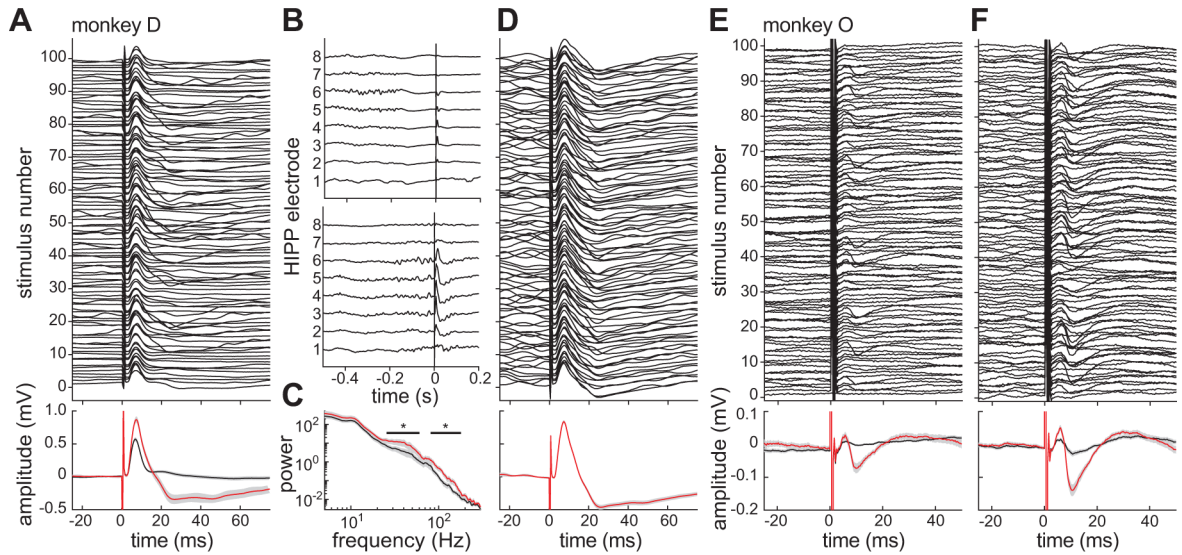 A monkey D
stimulus number
100
90
80
70
60
50
40
30
20
10
0
amplitude (mV)
1.0
0.5
0
-0.5
0 20 40 60
time (ms)
B
HIPP electrode
8
7
6
5
4
3
2
1
8
7
6
5
4
3
2
1
-0.4 -0.2 0 0.2
time (s)
C
power
10²
10⁰
10⁻²
* *
10¹ 10²
frequency (Hz)
D
-20 0 20 40 60
time (ms)
E monkey O
stimulus number
100
90
80
70
60
50
40
30
20
10
0
amplitude (mV)
0.1
0
-0.1
-0.2
-20 0 20 40
time (ms)
F
-20 0 20 40
time (ms)